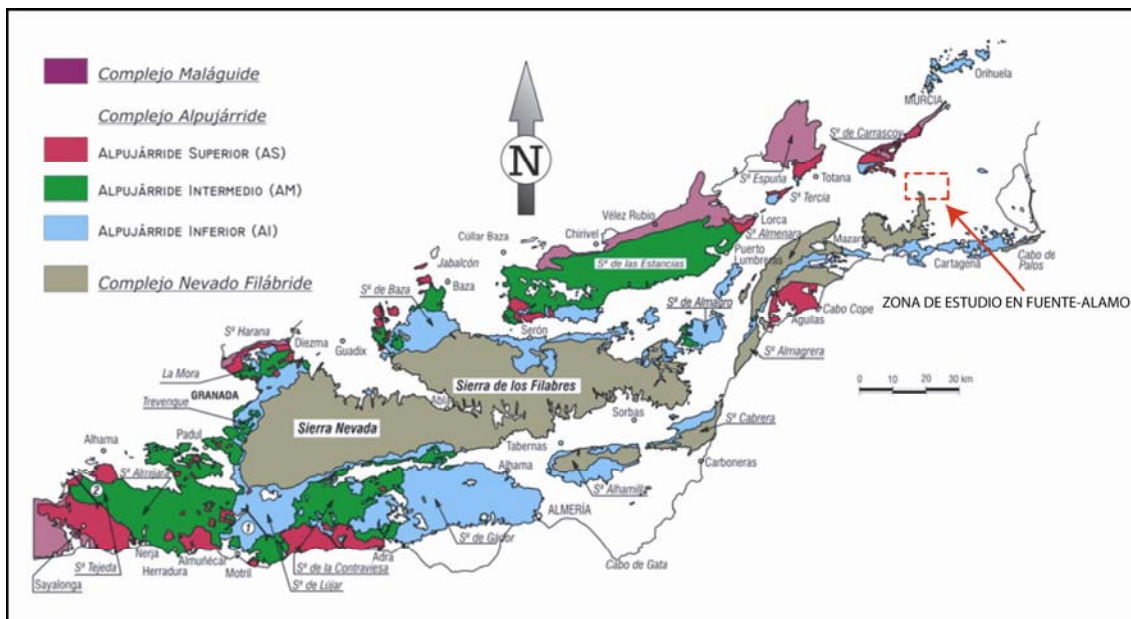 Complejo Maláguide
Complejo Alpujárride
ALPUJÁRRIDE SUPERIOR (AS)
ALPUJÁRRIDE INTERMEDIO (AM)
ALPUJÁRRIDE INFERIOR (AI)
Complejo Nevado Filábride
N
Orihuela
MURCIA
Sª de Carrascoy
Sª Espuña
Totana
Sª Tercia
Vélez Rubio
Lorca
Chirivel
Sª Almenara
Cúllar Baza
Puerto
Lumbreras
Mazarrón
Cabo de
Palos
Cartagena
Jabalcón
Baza
Sª de las Estancias
Sª de Baza
Sª de Almagro
ZONA DE ESTUDIO EN FUENTE-ALAMO
Cabo Cope
Aguilas
Serón
Sª Harana
Diezma
Guadix
Sª Almagrera
La Mora
Sierra de los Filabres
0 10 20 30 km
Trevenque
GRANADA
Abla
Sorbas
Sierra Nevada
Sª Cabrera
Alhama
Padul
Tabernas
Carboneras
Sª Almijara
Alhama
Sª Alhamilla
2
1
ALMERÍA
Sª de Gádor
Nerja
Adra
Almuñécar
Sª de la Contraviesa
Cabo de Gata
Sª Tejeda
Herradura
Motril
Sayalonga
Sª de Lújar